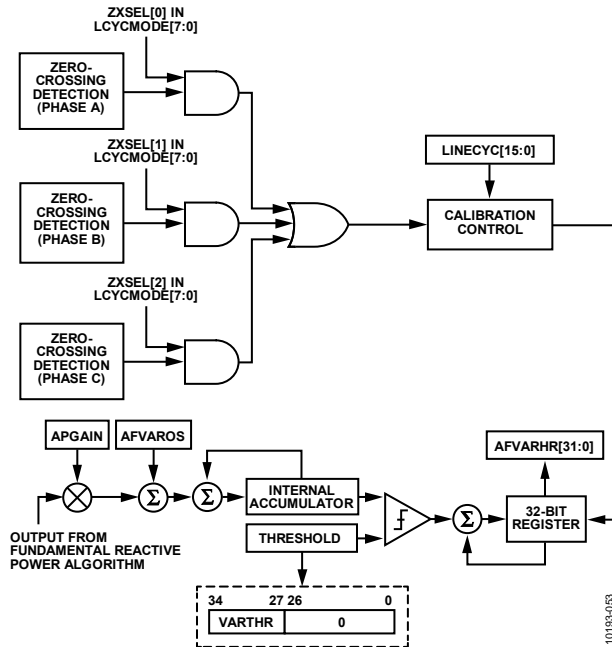 ZXSEL[0] IN
LCYCMODE[7:0]
ZERO-
CROSSING
DETECTION
(PHASE A)
ZXSEL[1] IN
LCYCMODE[7:0]
ZERO-
CROSSING
DETECTION
(PHASE B)
ZXSEL[2] IN
LCYCMODE[7:0]
ZERO-
CROSSING
DETECTION
(PHASE C)
LINECYC[15:0]
CALIBRATION
CONTROL
APGAIN
AFVAROS
AFVARHR[31:0]
Σ
Σ
INTERNAL
ACCUMULATOR
Σ
32-BIT
REGISTER
OUTPUT FROM
FUNDAMENTAL REACTIVE
POWER ALGORITHM
THRESHOLD
34 27 26 0
VARTHR 0
10193-053